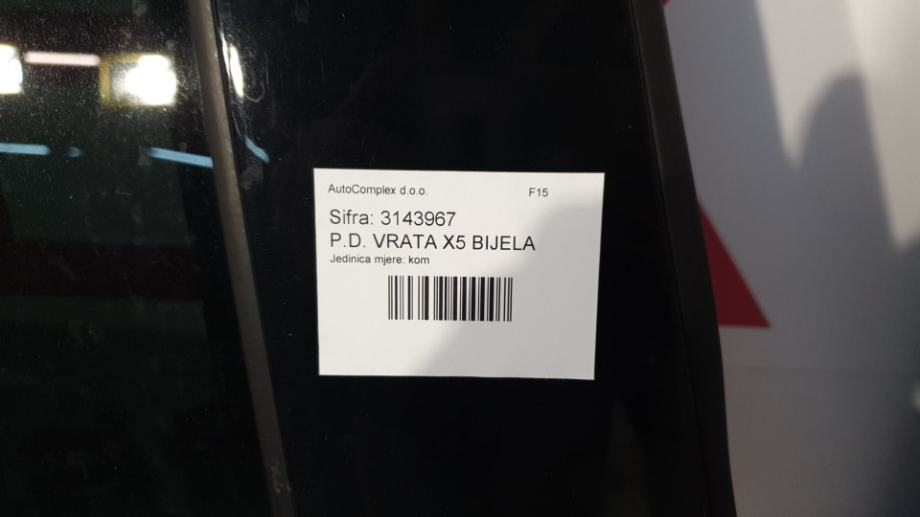 AutoComplex d.o.o. F15
Sifra: 3143967
P.D. VRATA X5 BIJELA
Jedinica mjere: kom